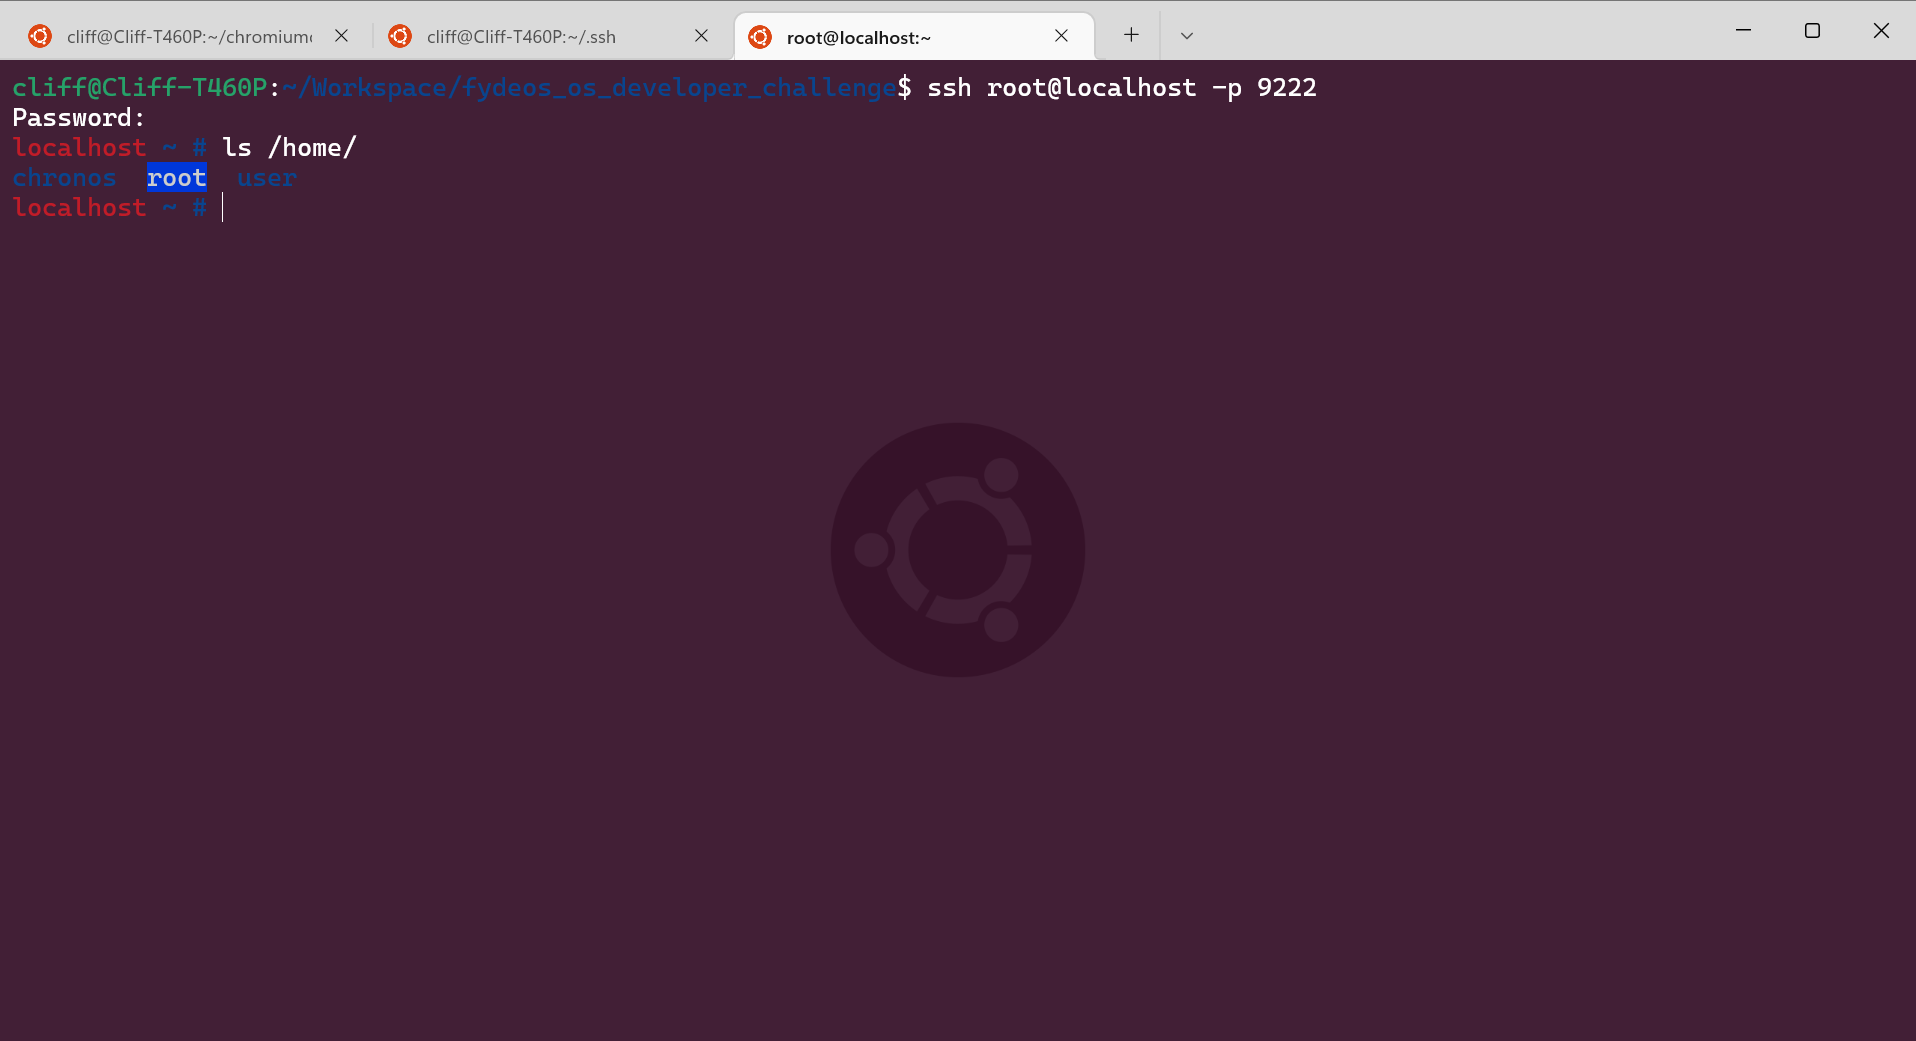 cliff@Cliff-T460P:~/chromium
cliff@Cliff-T460P:~/.ssh
root@localhost:~
cliff@Cliff-T460P:~/Workspace/fydeos_os_developer_challenge$ ssh root@localhost -p 9222
Password:
localhost ~ # ls /home/
chronos  root  user
localhost ~ #